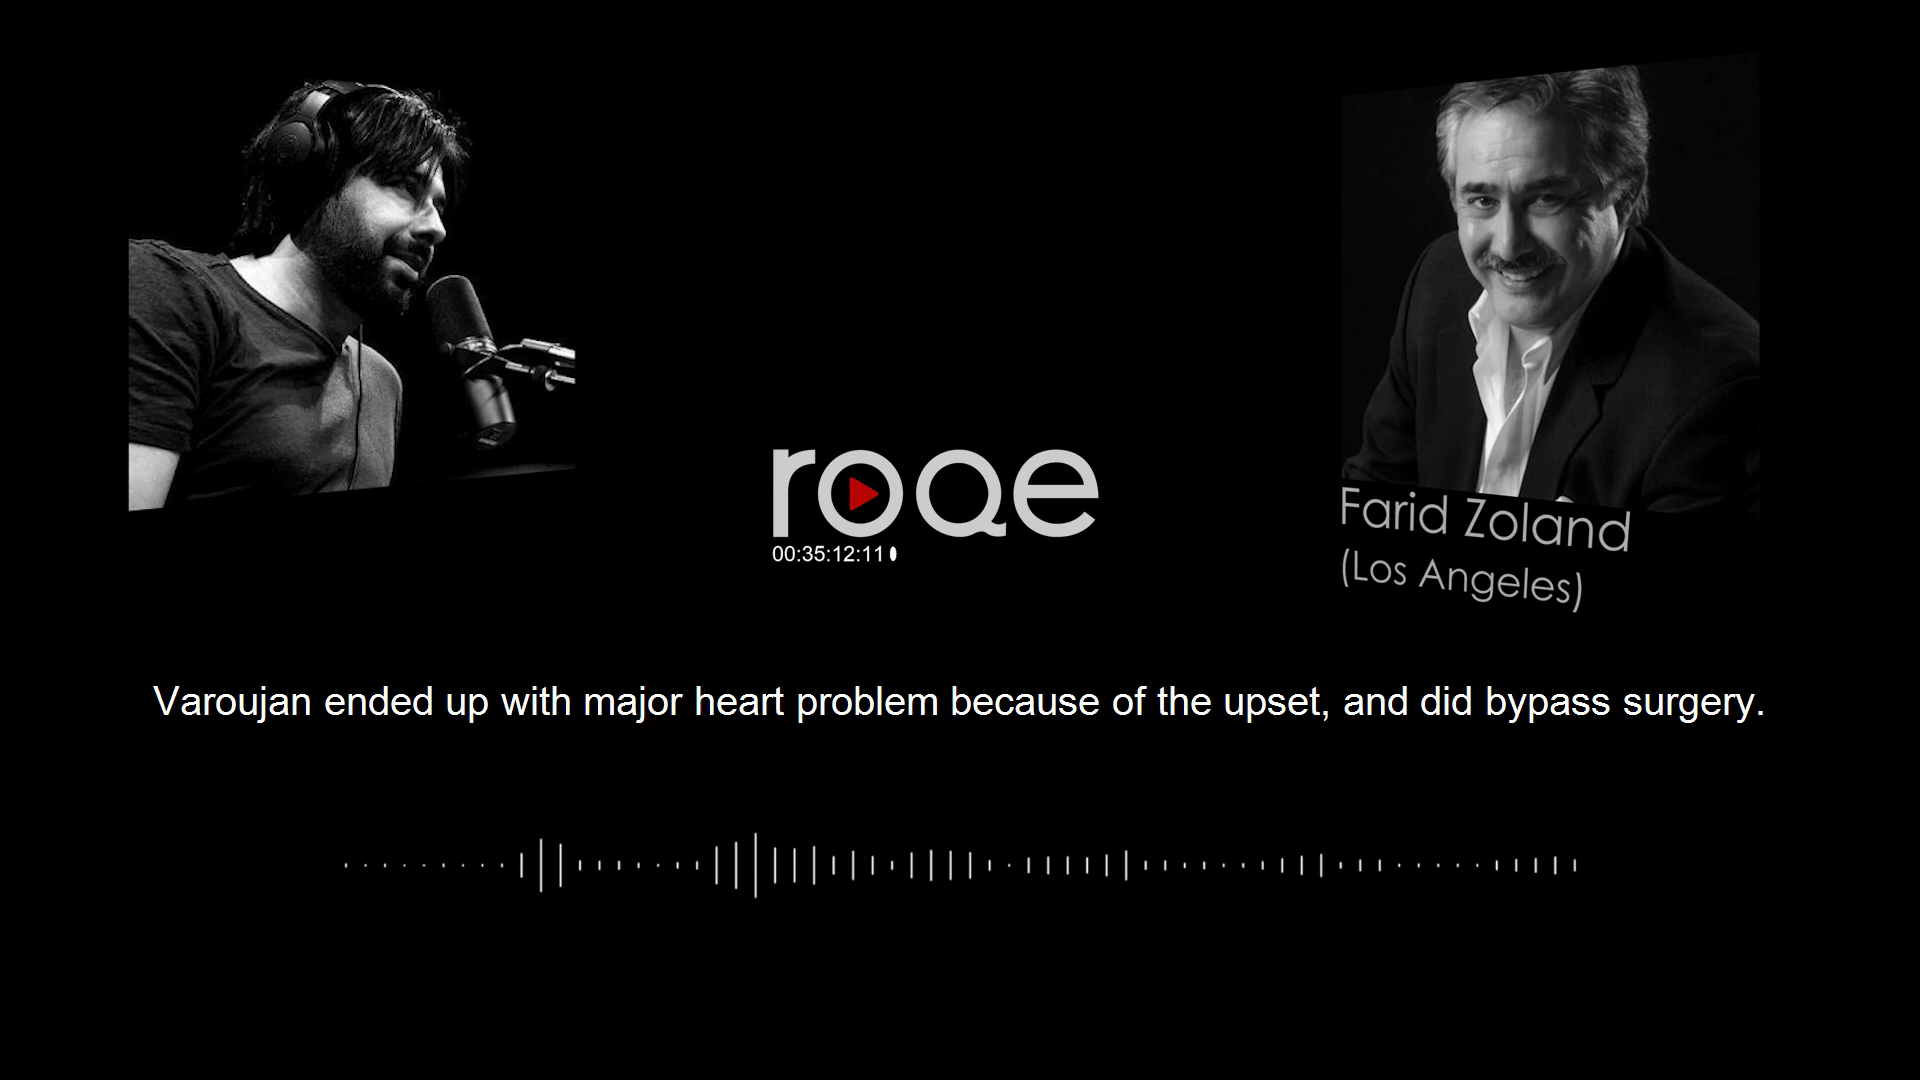 roqe
00:35:12:11
Farid Zoland
(Los Angeles)
Varoujan ended up with major heart problem because of the upset, and did bypass surgery.